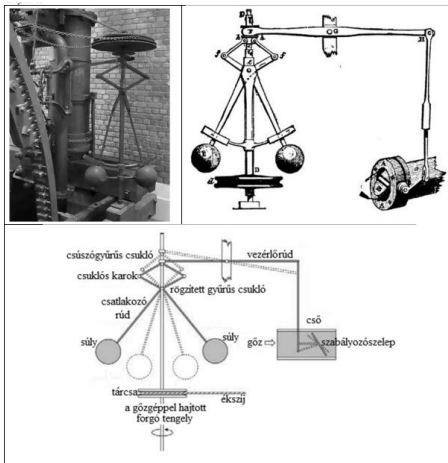 D
A
f
f
G
H
D
d
A
csúszógyűrűs csukló
vezérlőrúd
csuklós karok
rögzített gyűrűs csukló
csatlakozó
rúd
cső
súly
súly
gőz
szabályozószelep
tárcsa
ékszíj
a gőzgéppel hajtott
forgó tengely